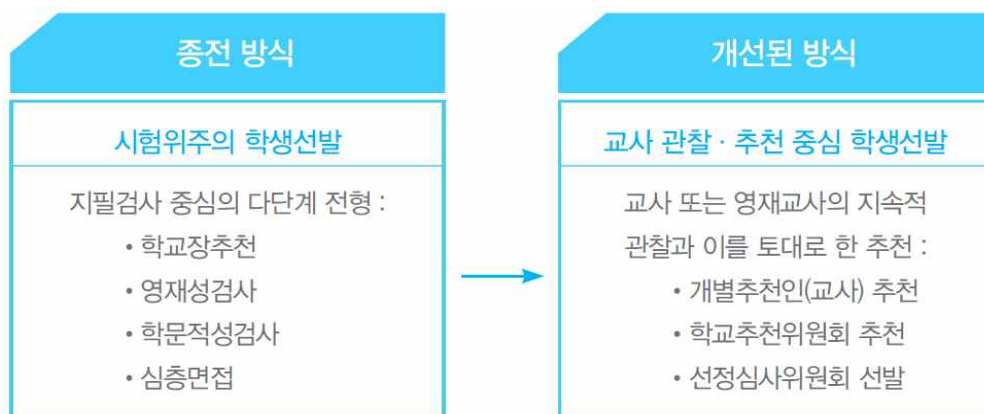 종전 방식
시험위주의 학생선발
지필검사 중심의 다단계 전형 :
• 학교장추천
• 영재성검사
• 학문적성검사
• 심층면접
개선된 방식
교사 관찰 · 추천 중심 학생선발
교사 또는 영재교사의 지속적
관찰과 이를 토대로 한 추천 :
• 개별추천인(교사) 추천
• 학교추천위원회 추천
• 선정심사위원회 선발